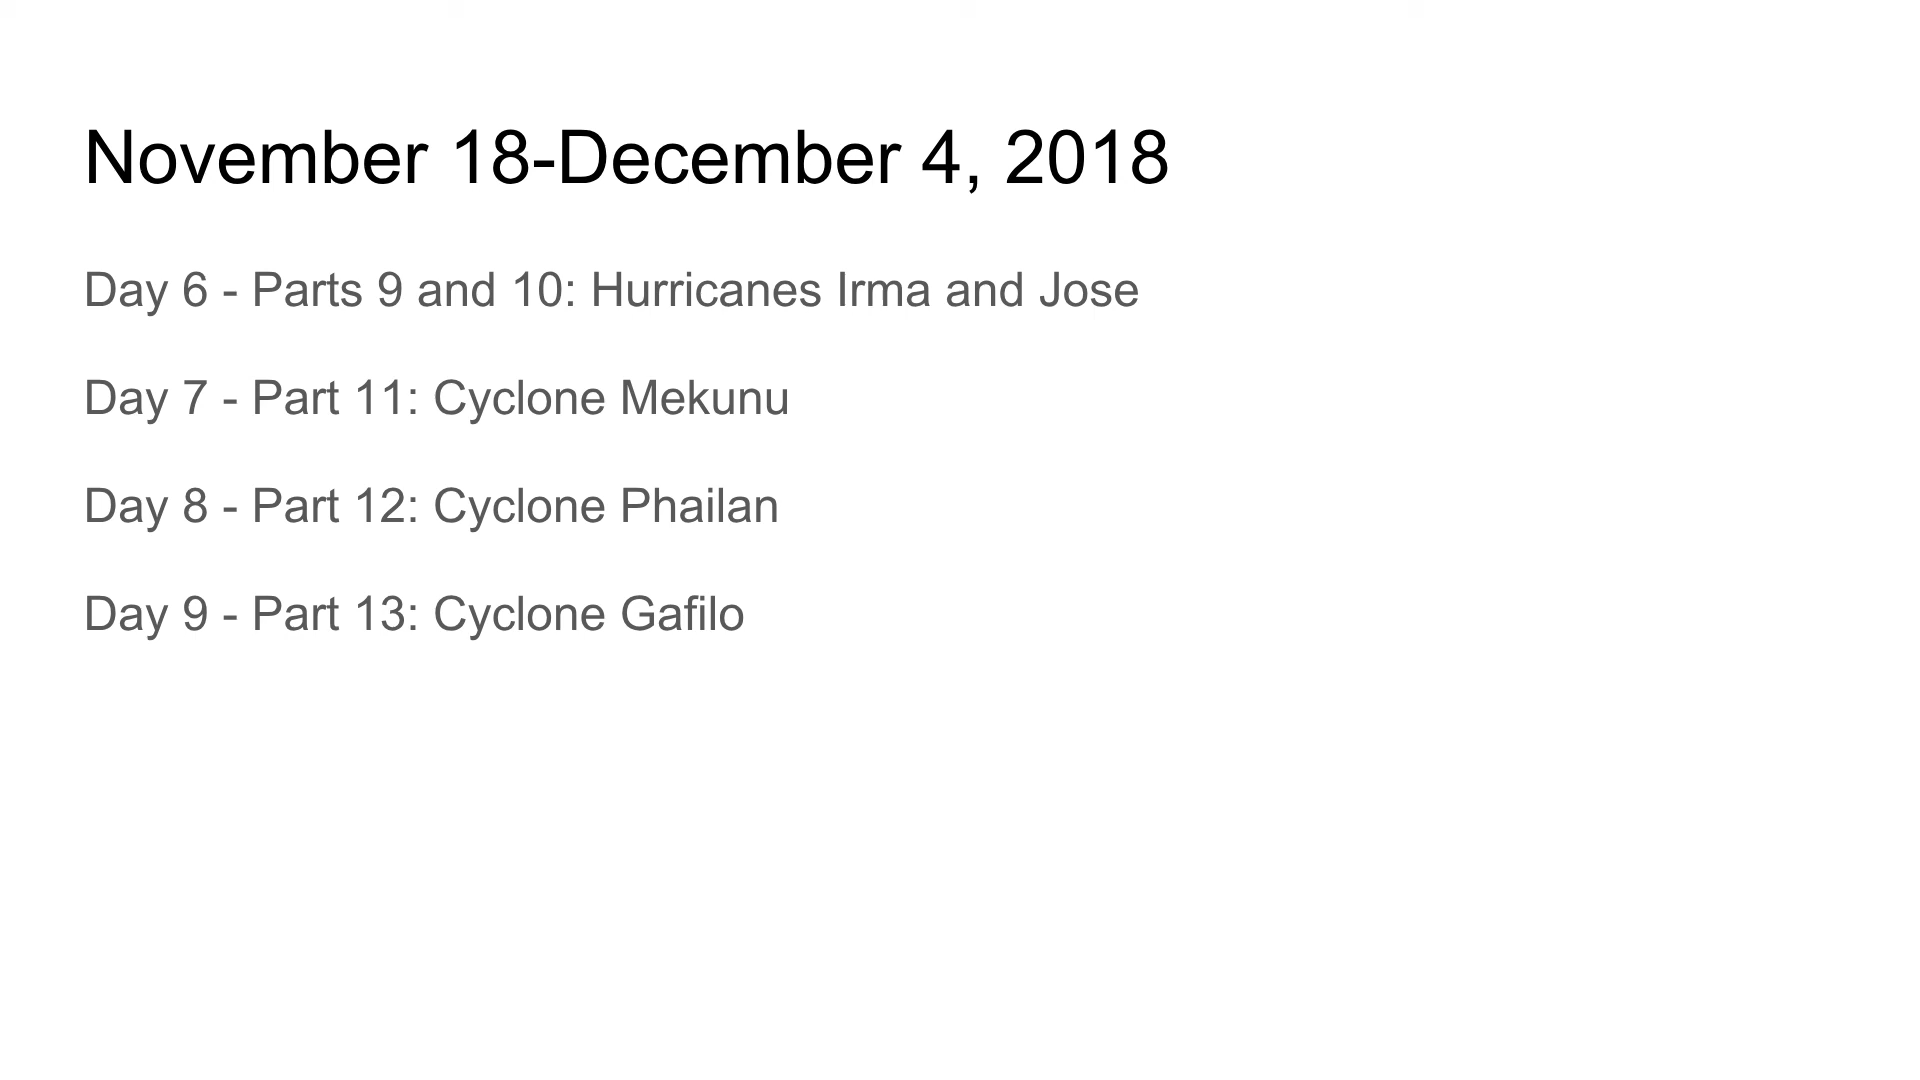 November 18-December 4, 2018
Day 6 - Parts 9 and 10: Hurricanes Irma and Jose
Day 7 - Part 11: Cyclone Mekunu
Day 8 - Part 12: Cyclone Phailan
Day 9 - Part 13: Cyclone Gafilo